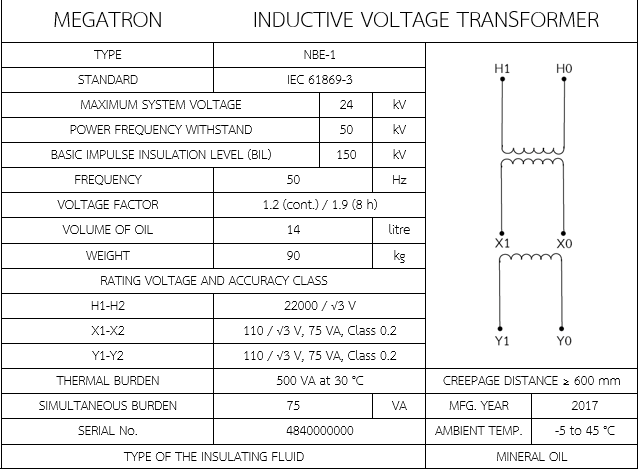 MEGATRON INDUCTIVE VOLTAGE TRANSFORMER
TYPE NBE-1
STANDARD IEC 61869-3
MAXIMUM SYSTEM VOLTAGE 24 kV
POWER FREQUENCY WITHSTAND 50 kV
BASIC IMPULSE INSULATION LEVEL (BIL) 150 kV
FREQUENCY 50 Hz
VOLTAGE FACTOR 1.2 (cont.) / 1.9 (8 h)
VOLUME OF OIL 14 litre
WEIGHT 90 kg
RATING VOLTAGE AND ACCURACY CLASS
H1-H2 22000 / √3 V
X1-X2 110 / √3 V, 75 VA, Class 0.2
Y1-Y2 110 / √3 V, 75 VA, Class 0.2
H1 H0
X1 X0
Y1 Y0
THERMAL BURDEN 500 VA at 30 °C CREEPAGE DISTANCE ≥ 600 mm
SIMULTANEOUS BURDEN 75 VA MFG. YEAR 2017
SERIAL No. 4840000000 AMBIENT TEMP. -5 to 45 °C
TYPE OF THE INSULATING FLUID MINERAL OIL